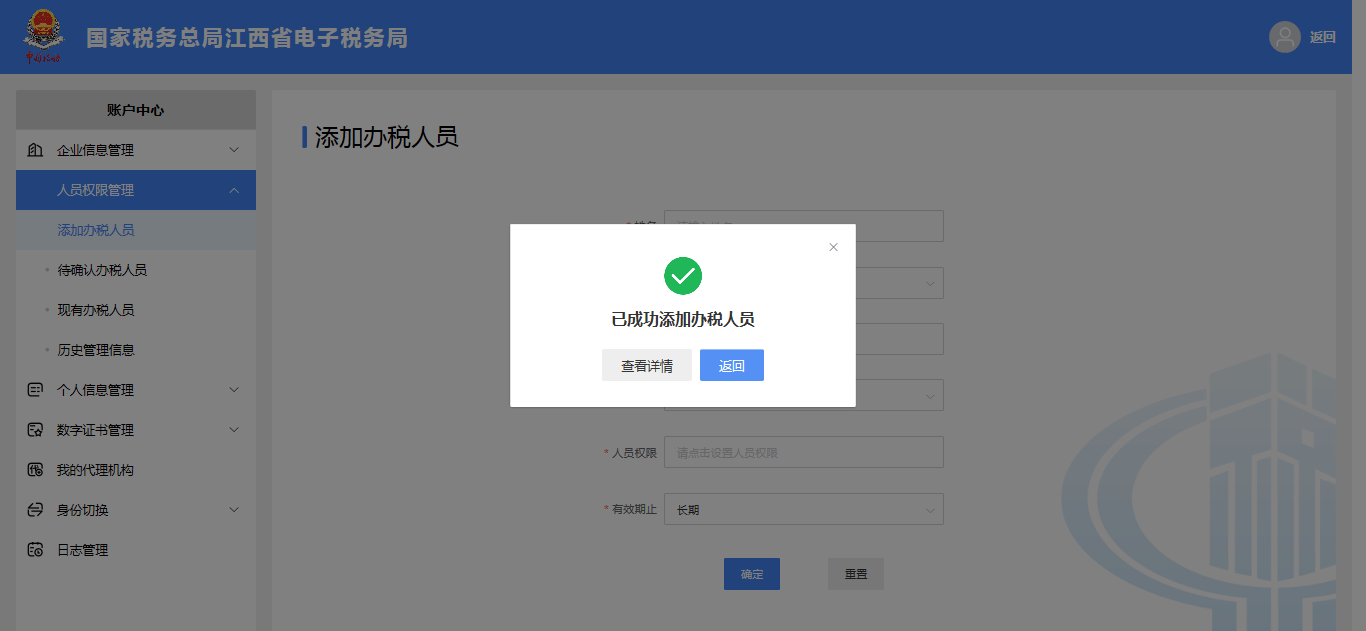 国家税务总局江西省电子税务局
返回
账户中心
企业信息管理
人员权限管理
添加办税人员
待确认办税人员
现有办税人员
历史管理信息
个人信息管理
数字证书管理
我的代理机构
身份切换
日志管理
添加办税人员
已成功添加办税人员
查看详情
返回
* 人员权限
请点击设置人员权限
* 有效期止
长期
确定
重置